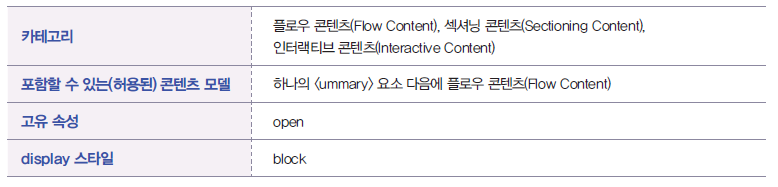 카테고리
플로우 콘텐츠(Flow Content), 섹셔닝 콘텐츠(Sectioning Content),
인터랙티브 콘텐츠(Interactive Content)
포함할 수 있는(허용된) 콘텐츠 모델
하나의 〈ummary〉 요소 다음에 플로우 콘텐츠(Flow Content)
고유 속성
open
display 스타일
block